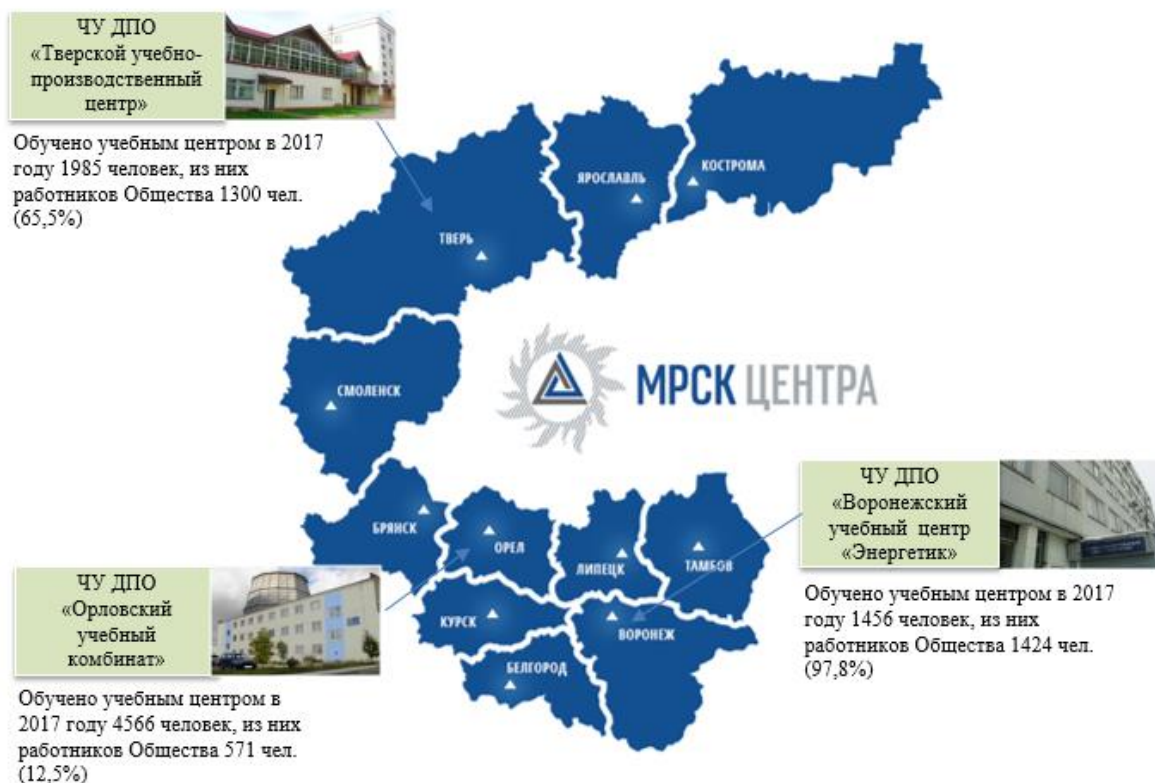 ЧУ ДПО
«Тверской учебно-
производственный
центр»
Обучено учебным центром в 2017
году 1985 человек, из них
работников Общества 1300 чел.
(65,5%)
КОСТРОМА
ЯРОСЛАВЛЬ
ТВЕРЬ
СМОЛЕНСК
МРСК ЦЕНТРА
БРЯНСК
ОРЕЛ
ЛИПЕЦК
ТАМБОВ
КУРСК
ВОРОНЕЖ
БЕЛГОРОД
ЧУ ДПО
«Воронежский
учебный центр
«Энергетик»
Обучено учебным центром в 2017
году 1456 человек, из них
работников Общества 1424 чел.
(97,8%)
ЧУ ДПО
«Орловский
учебный
комбинат»
Обучено учебным центром в
2017 году 4566 человек, из них
работников Общества 571 чел.
(12,5%)